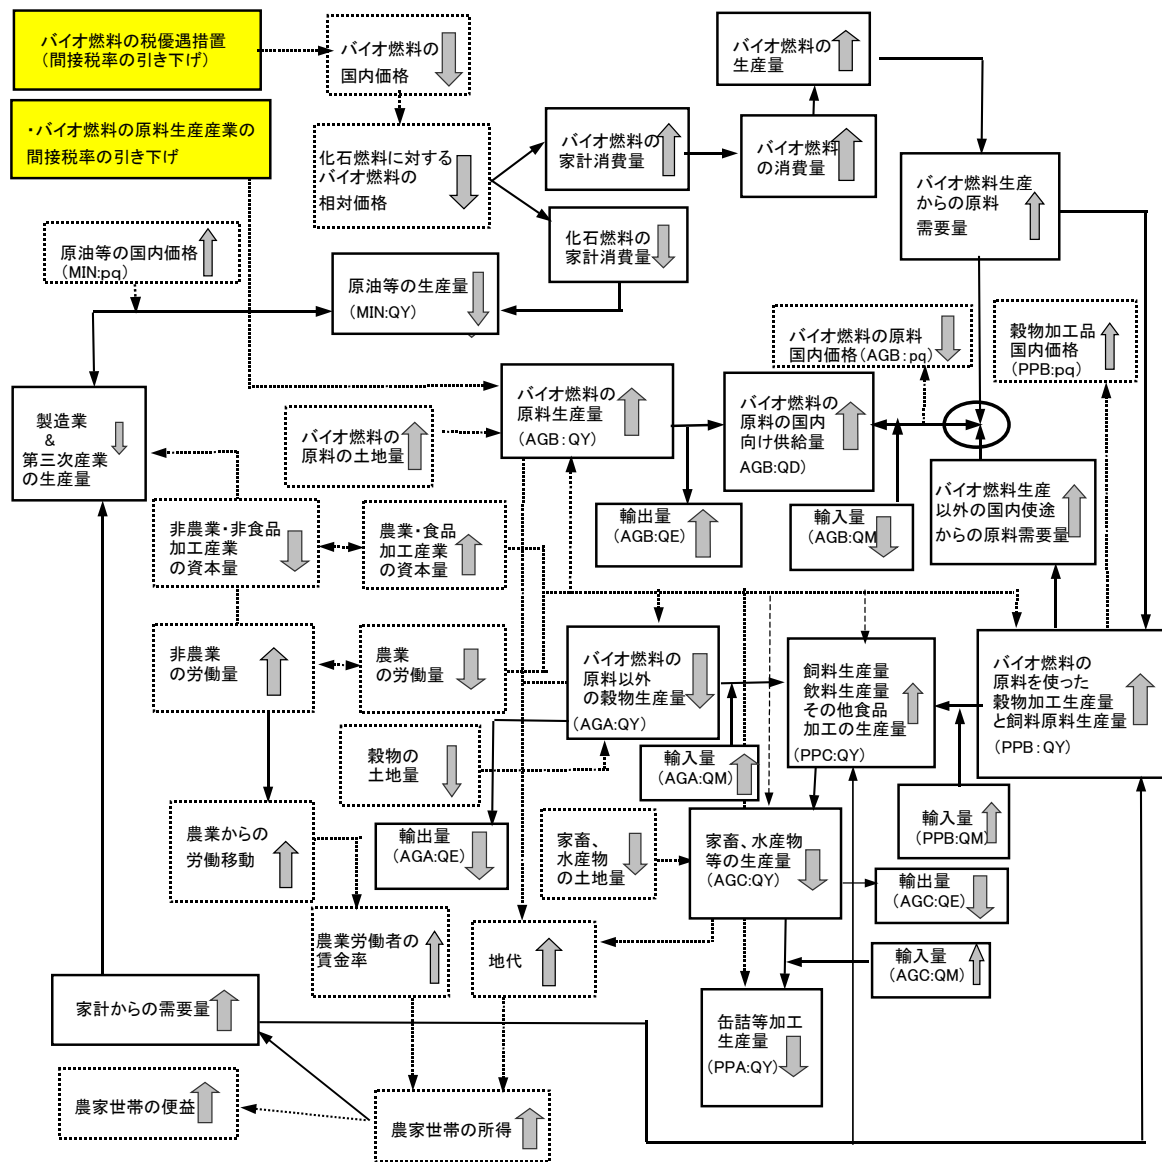 バイオ燃料の税優遇措置
（間接税率の引き下げ）
・バイオ燃料の原料生産産業の
間接税率の引き下げ
バイオ燃料の
国内価格
化石燃料に対する
バイオ燃料の
相対価格
バイオ燃料の
家計消費量
化石燃料の
家計消費量
バイオ燃料の
生産量
バイオ燃料
の消費量
バイオ燃料生産
からの原料
需要量
原油等の国内価格
(MIN:pq)
原油等の生産量
(MIN:QY)
バイオ燃料の原料
国内価格(AGB:pq)
穀物加工品
国内価格
(PPB:pq)
製造業
&
第三次産業
の生産量
バイオ燃料の
原料の土地量
バイオ燃料の
原料生産量
(AGB:QY)
バイオ燃料の
原料の国内
向け供給量
AGB:QD)
輸出量
(AGB:QE)
輸入量
(AGB:QM)
バイオ燃料生産
以外の国内使途
からの原料需要量
非農業・非食品
加工産業
の資本量
農業・食品
加工産業
の資本量
非農業
の労働量
農業
の労働量
バイオ燃料の
原料以外
の穀物生産量
(AGA:QY)
飼料生産量
飲料生産量
その他食品
加工の生産量
(PPC:QY)
バイオ燃料の
原料を使った
穀物加工生産量
と飼料原料生産量
(PPB:QY)
穀物の
土地量
輸入量
(AGA:QM)
輸入量
(PPB:QM)
農業からの
労働移動
輸出量
(AGA:QE)
家畜、
水産物
の土地量
家畜、水産物
等の生産量
(AGC:QY)
輸出量
(AGC:QE)
農業労働者の
賃金率
地代
輸入量
(AGC:QM)
家計からの需要量
缶詰等加工
生産量
(PPA:QY)
農家世帯の便益
農家世帯の所得